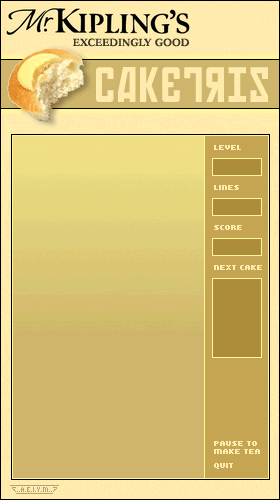 Mr. KIPLING'S
EXCEEDINGLY GOOD
CAKETRIS
LEVEL
LINES
SCORE
NEXT CAKE
PAUSE TO
MAKE TEA
QUIT
A.E.I.Y.M.